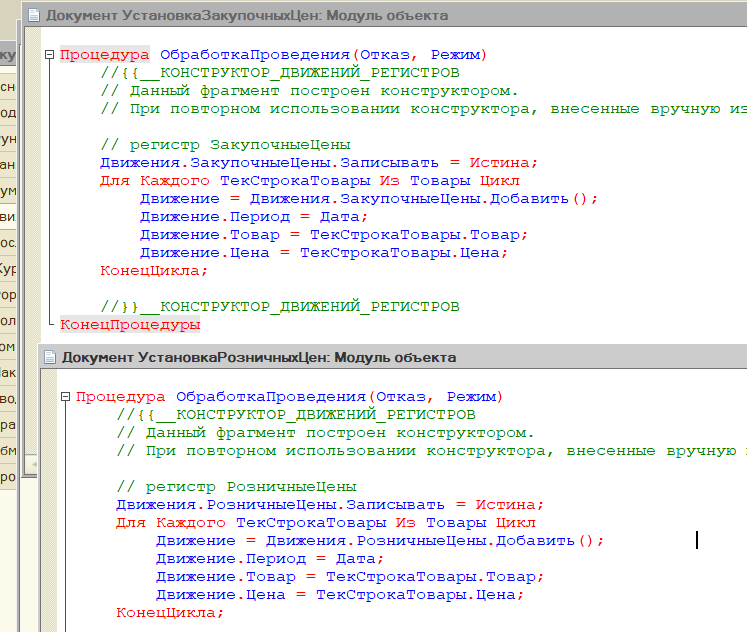 Документ УстановкаЗакупочныхЦен: Модуль объекта
Процедура ОбработкаПроведения(Отказ, Режим)
//{{__КОНСТРУКТОР_ДВИЖЕНИЙ_РЕГИСТРОВ
// Данный фрагмент построен конструктором.
// При повторном использовании конструктора, внесенные вручную из
// регистр ЗакупочныеЦены
Движения.ЗакупочныеЦены.Записывать = Истина;
Для Каждого ТекСтрокаТовары Из Товары Цикл
Движение = Движения.ЗакупочныеЦены.Добавить();
Движение.Период = Дата;
Движение.Товар = ТекСтрокаТовары.Товар;
Движение.Цена = ТекСтрокаТовары.Цена;
КонецЦикла;
//}}__КОНСТРУКТОР_ДВИЖЕНИЙ_РЕГИСТРОВ
КонецПроцедуры
Документ УстановкаРозничныхЦен: Модуль объекта
Процедура ОбработкаПроведения(Отказ, Режим)
//{{__КОНСТРУКТОР_ДВИЖЕНИЙ_РЕГИСТРОВ
// Данный фрагмент построен конструктором.
// При повторном использовании конструктора, внесенные вручную
// регистр РозничныеЦены
Движения.РозничныеЦены.Записывать = Истина;
Для Каждого ТекСтрокаТовары Из Товары Цикл
Движение = Движения.РозничныеЦены.Добавить();
Движение.Период = Дата;
Движение.Товар = ТекСтрокаТовары.Товар;
Движение.Цена = ТекСтрокаТовары.Цена;
КонецЦикла;